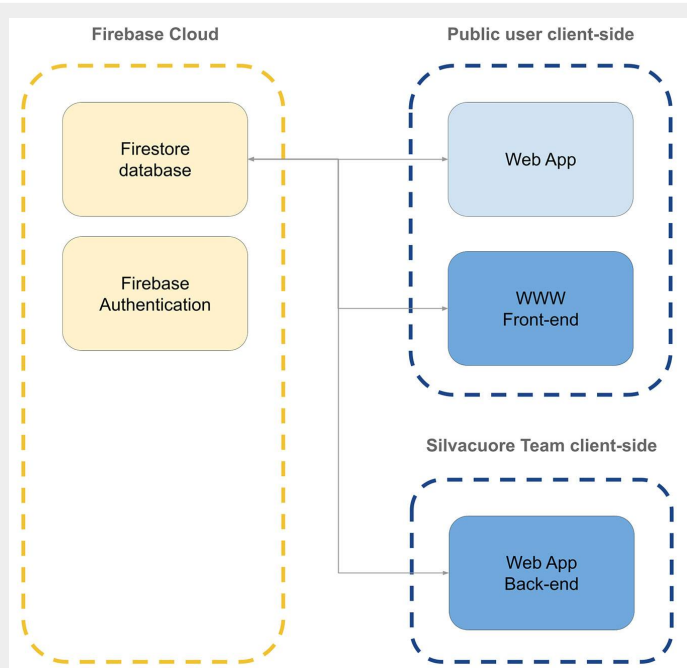 Firebase Cloud
Public user client-side
Firestore
database
Web App
Firebase
Authentication
WWW
Front-end
Silvacuore Team client-side
Web App
Back-end